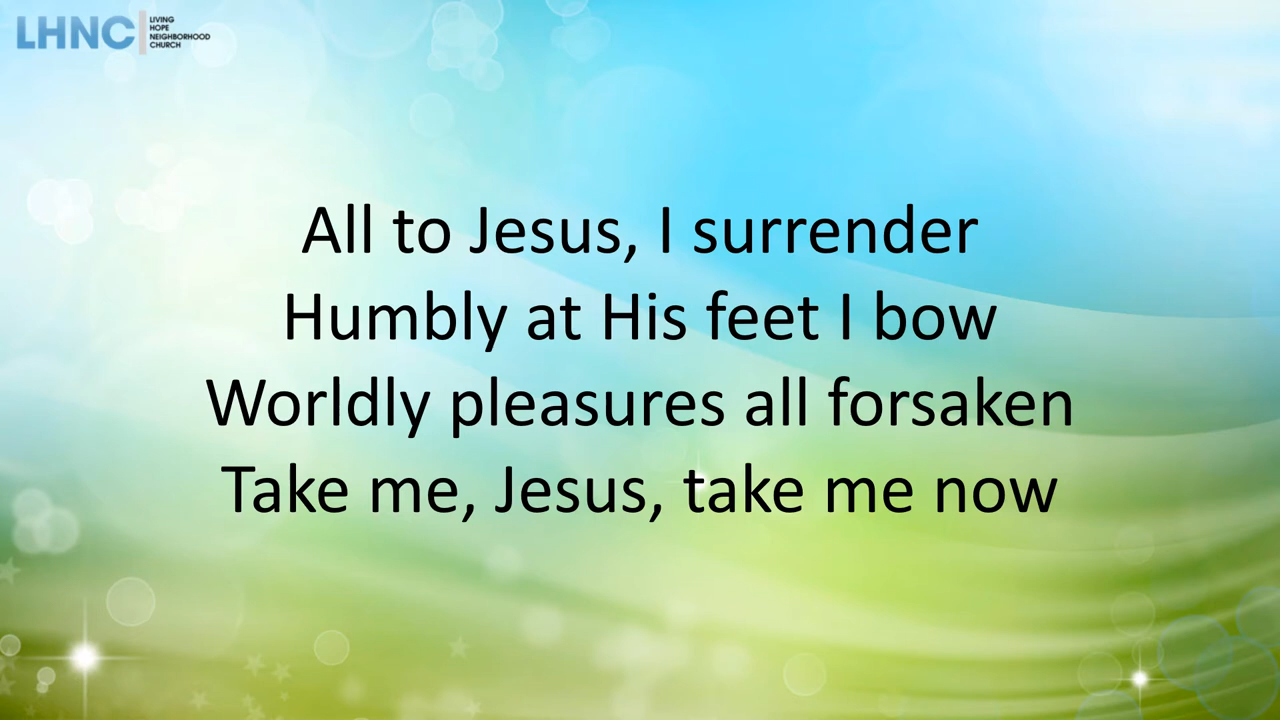 LHNC
LIVING
HOPE
NEIGHBORHOOD
CHURCH
All to Jesus, I surrender
Humbly at His feet I bow
Worldly pleasures all forsaken
Take me, Jesus, take me now